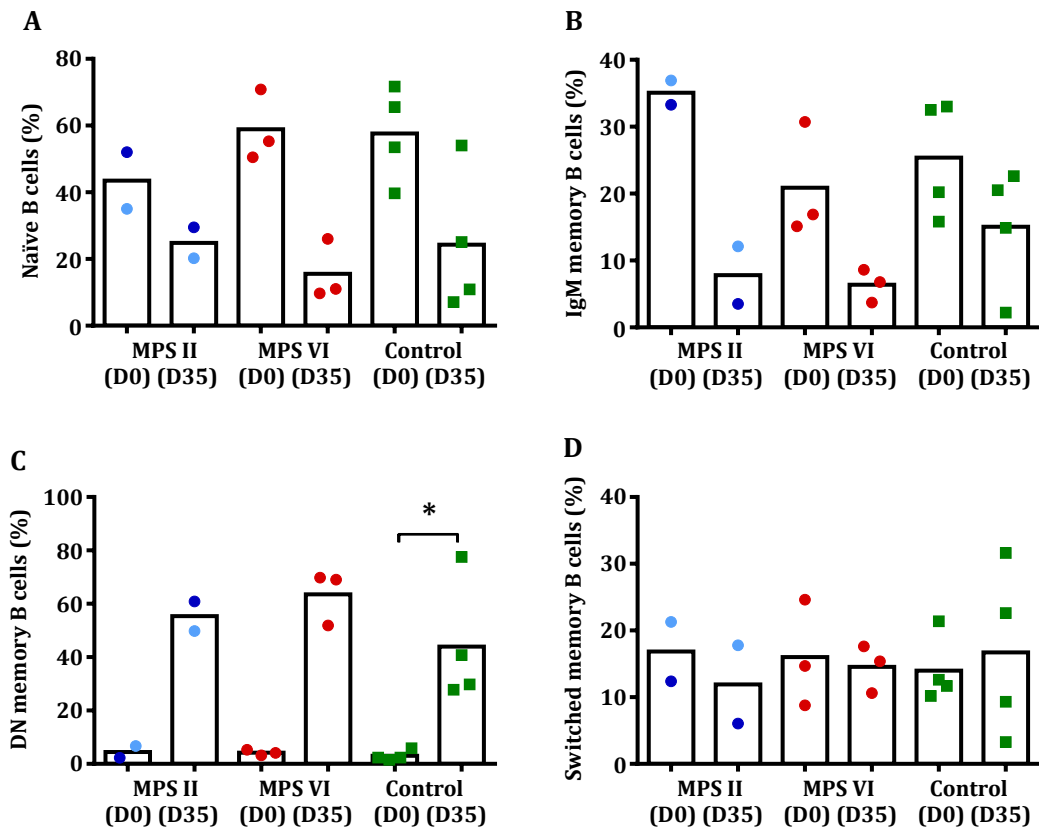 A
Naïve B cells (%)
80
60
40
20
0
MPS II MPS VI Control
(D0) (D35) (D0) (D35) (D0) (D35)
B
IgM memory B cells (%)
40
30
20
10
0
MPS II MPS VI Control
(D0) (D35) (D0) (D35) (D0) (D35)
C
DN memory B cells (%)
100
80
60
40
20
0
*
MPS II MPS VI Control
(D0) (D35) (D0) (D35) (D0) (D35)
D
Switched memory B cells (%)
40
30
20
10
0
MPS II MPS VI Control
(D0) (D35) (D0) (D35) (D0) (D35)